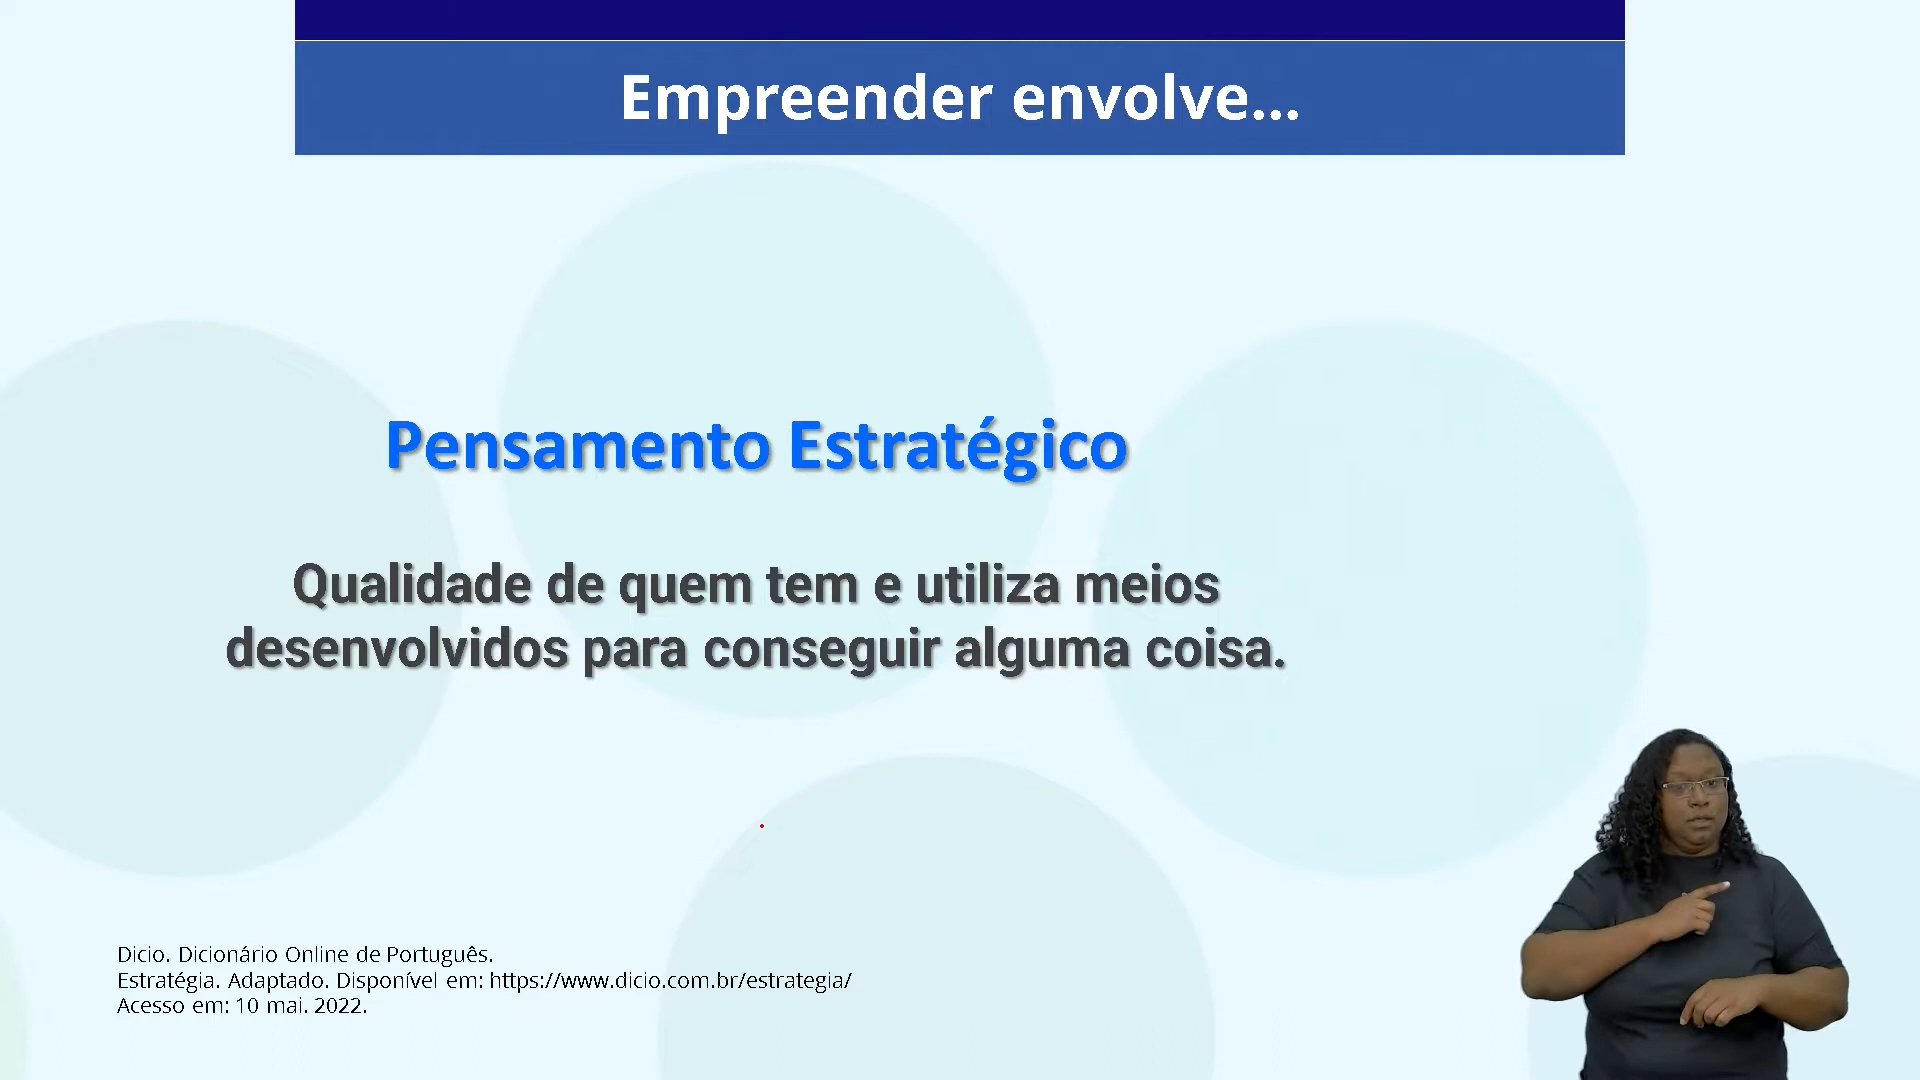 Empreender envolve...
Pensamento Estratégico
Qualidade de quem tem e utiliza meios
desenvolvidos para conseguir alguma coisa.
Dicio. Dicionário Online de Português.
Estratégia. Adaptado. Disponível em: https://www.dicio.com.br/estrategia/
Acesso em: 10 mai. 2022.